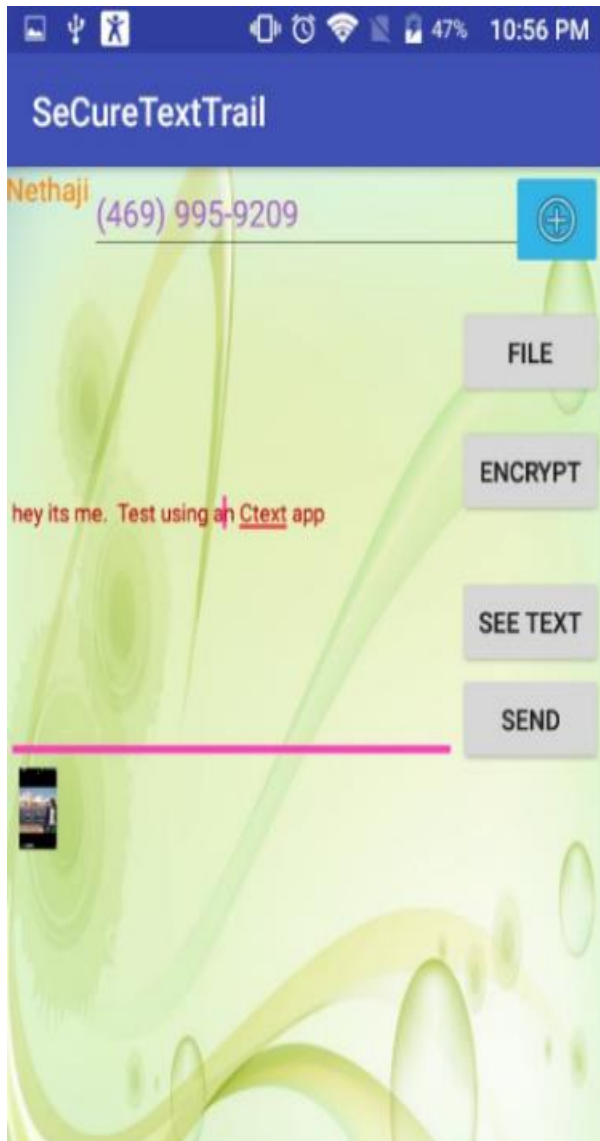 47% 10:56 PM
SeCureTextTrail
Nethaji
(469) 995-9209
FILE
ENCRYPT
hey its me. Test using an Ctext app
SEE TEXT
SEND